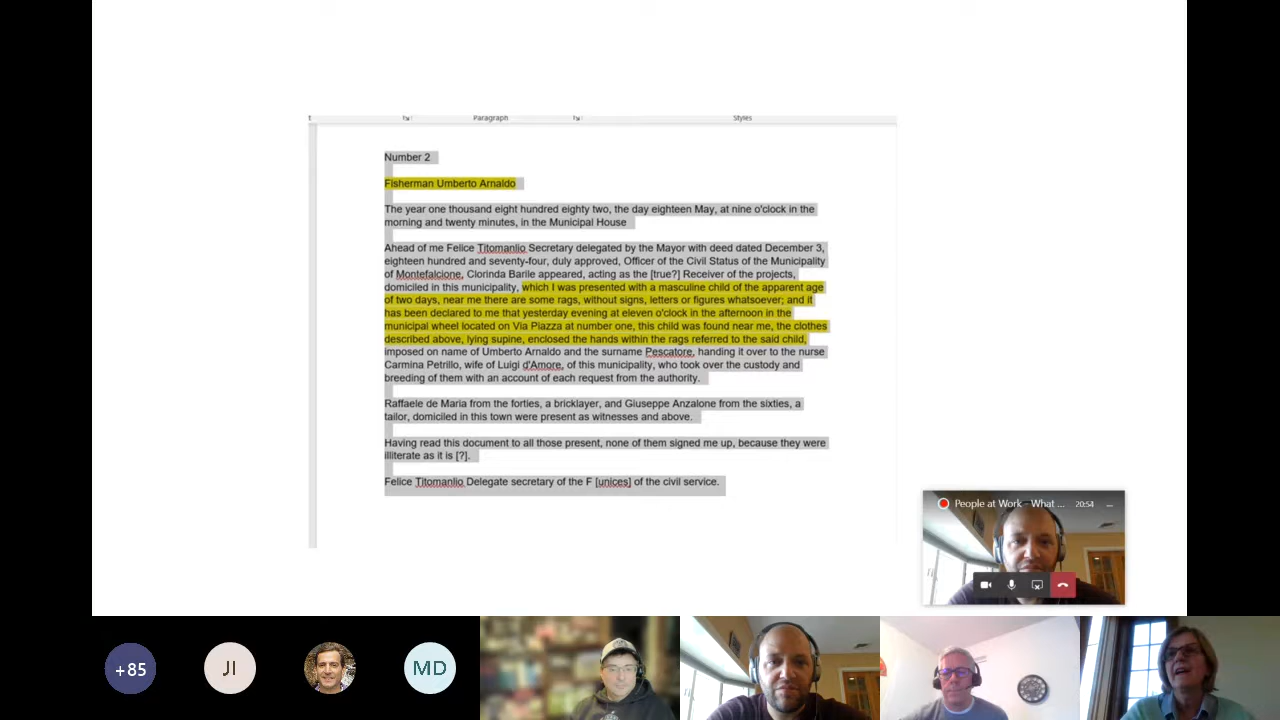 t Paragraph Styles
Number 2
Fisherman Umberto Arnaldo
The year one thousand eight hundred eighty two, the day eighteen May, at nine o'clock in the
morning and twenty minutes, in the Municipal House
Ahead of me Felice Titomanlio Secretary delegated by the Mayor with deed dated December 3,
eighteen hundred and seventy-four, duly approved, Officer of the Civil Status of the Municipality
of Montefalcione, Clorinda Barile appeared, acting as the [true?] Receiver of the projects,
domiciled in this municipality, which I was presented with a masculine child of the apparent age
of two days, near me there are some rags, without signs, letters or figures whatsoever; and it
has been declared to me that yesterday evening at eleven o'clock in the afternoon in the
municipal wheel located on Via Piazza at number one, this child was found near me, the clothes
described above, lying supine, enclosed the hands within the rags referred to the said child,
imposed on name of Umberto Arnaldo and the surname Pescatore, handing it over to the nurse
Carmina Petrillo, wife of Luigi d'Amore, of this municipality, who took over the custody and
breeding of them with an account of each request from the authority.
Raffaele de Maria from the forties, a bricklayer, and Giuseppe Anzalone from the sixties, a
tailor, domiciled in this town were present as witnesses and above.
Having read this document to all those present, none of them signed me up, because they were
illiterate as it is [?].
Felice Titomanlio Delegate secretary of the F [unices] of the civil service.
People at Work - What ... 20:54 ...
+85 JI MD